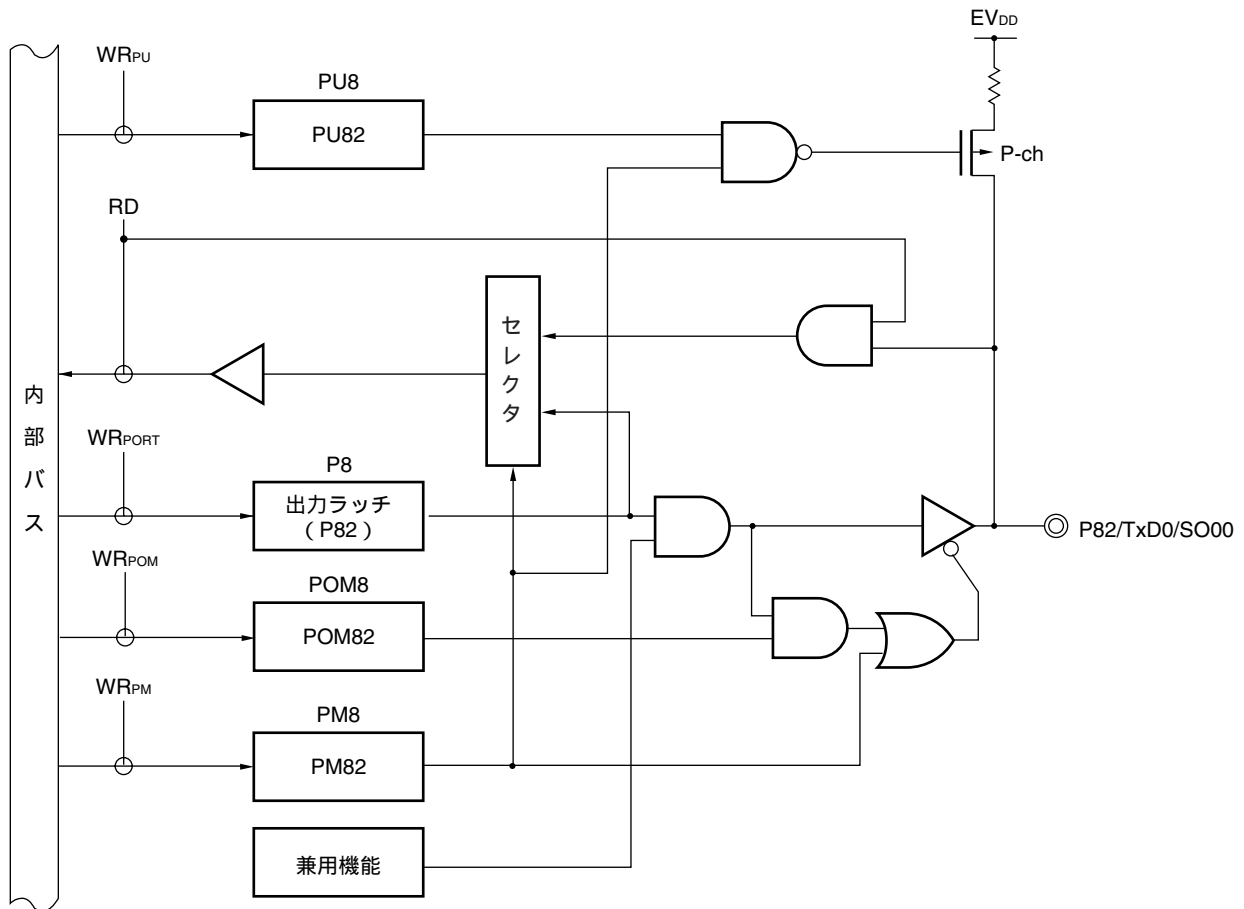 EVDD
WRPU
PU8
PU82
P-ch
RD
セレクタ
内部バス
WRPORT
P8
出力ラッチ
(P82)
P82/TxD0/SO00
WRPOM
POM8
POM82
WRPM
PM8
PM82
兼用機能